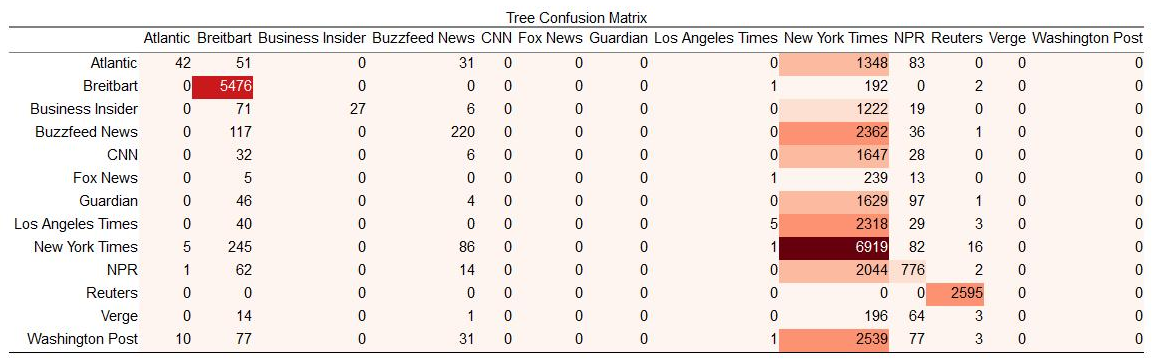 Tree Confusion Matrix
Atlantic Breitbart Business Insider Buzzfeed News CNN Fox News Guardian Los Angeles Times New York Times NPR Reuters Verge Washington Post
Atlantic 42 51 0 31 0 0 0 0 1348 83 0 0 0
Breitbart 0 5476 0 0 0 0 0 1 192 0 2 0 0
Business Insider 0 71 27 6 0 0 0 0 1222 19 0 0 0
Buzzfeed News 0 117 0 220 0 0 0 0 2362 36 1 0 0
CNN 0 32 0 6 0 0 0 0 1647 28 0 0 0
Fox News 0 5 0 0 0 0 0 1 239 13 0 0 0
Guardian 0 46 0 4 0 0 0 0 1629 97 1 0 0
Los Angeles Times 0 40 0 0 0 0 0 5 2318 29 3 0 0
New York Times 5 245 0 86 0 0 0 1 6919 82 16 0 0
NPR 1 62 0 14 0 0 0 0 2044 776 2 0 0
Reuters 0 0 0 0 0 0 0 0 0 0 2595 0 0
Verge 0 14 0 1 0 0 0 0 196 64 3 0 0
Washington Post 10 77 0 31 0 0 0 1 2539 77 3 0 0